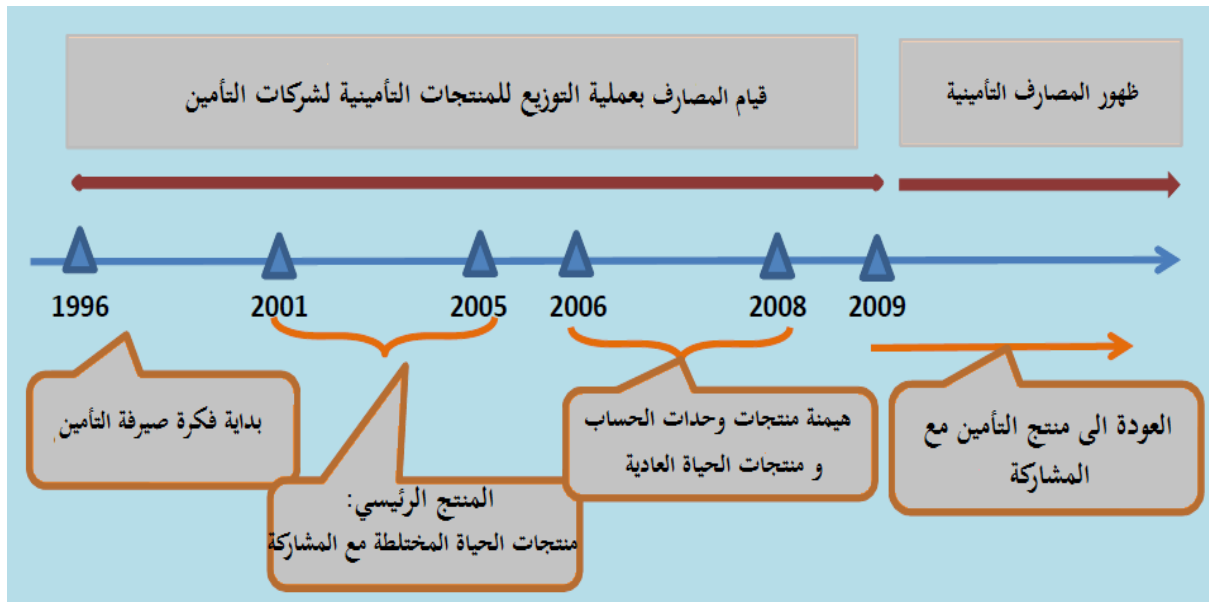 قيام المصارف بعملية التوزيع للمنتجات التأمينية لشركات التأمين
ظهور المصارف التأمينية
1996
2001
2005
2006
2008
2009
بداية فكرة صيرفة التأمين
المنتج الرئيسي:
منتجات الحياة المختلطة مع المشاركة
هيمنة منتجات وحدات الحساب
و منتجات الحياة العادية
العودة الى منتج التأمين مع
المشاركة